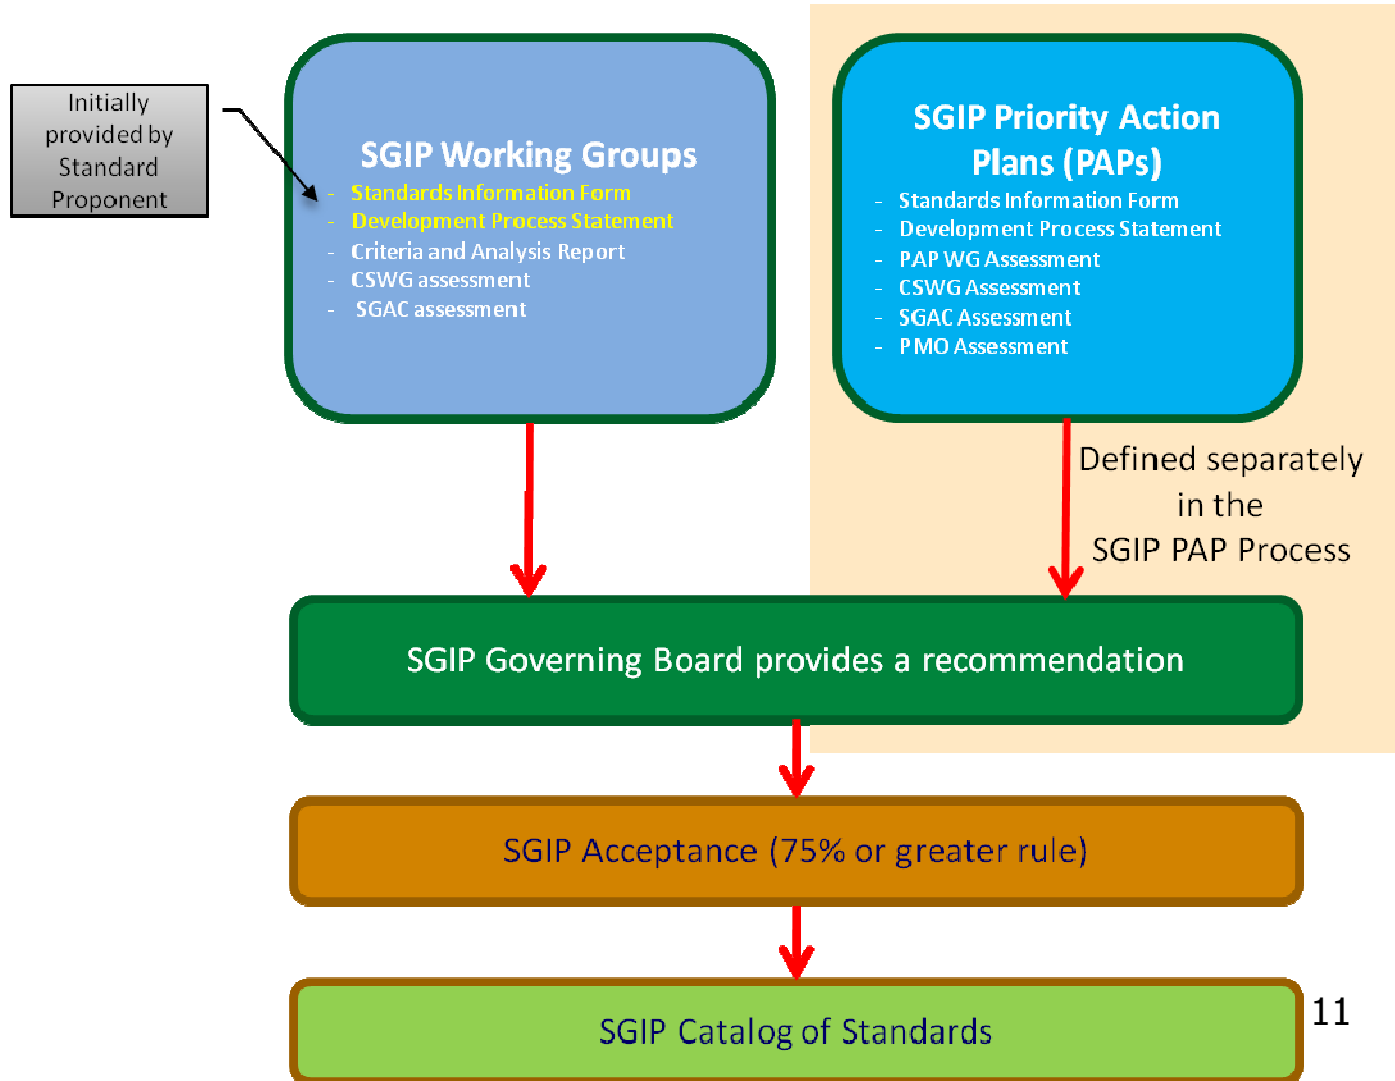 Initially
provided by
Standard
Proponent
SGIP Working Groups
- Standards Information Form
- Development Process Statement
- Criteria and Analysis Report
- CSWG assessment
- SGAC assessment
SGIP Priority Action
Plans (PAPs)
- Standards Information Form
- Development Process Statement
- PAP WG Assessment
- CSWG Assessment
- SGAC Assessment
- PMO Assessment
Defined separately
in the
SGIP PAP Process
SGIP Governing Board provides a recommendation
SGIP Acceptance (75% or greater rule)
SGIP Catalog of Standards
11